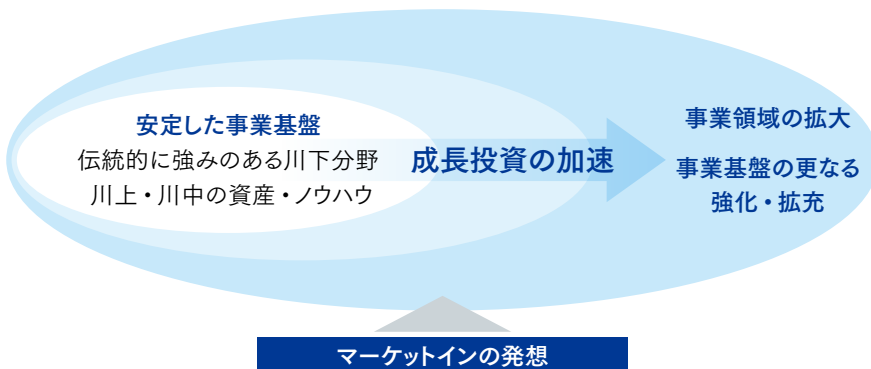 安定した事業基盤
伝統的に強みのある川下分野
川上・川中の資産・ノウハウ
成長投資の加速
事業領域の拡大
事業基盤の更なる
強化・拡充
マーケットインの発想